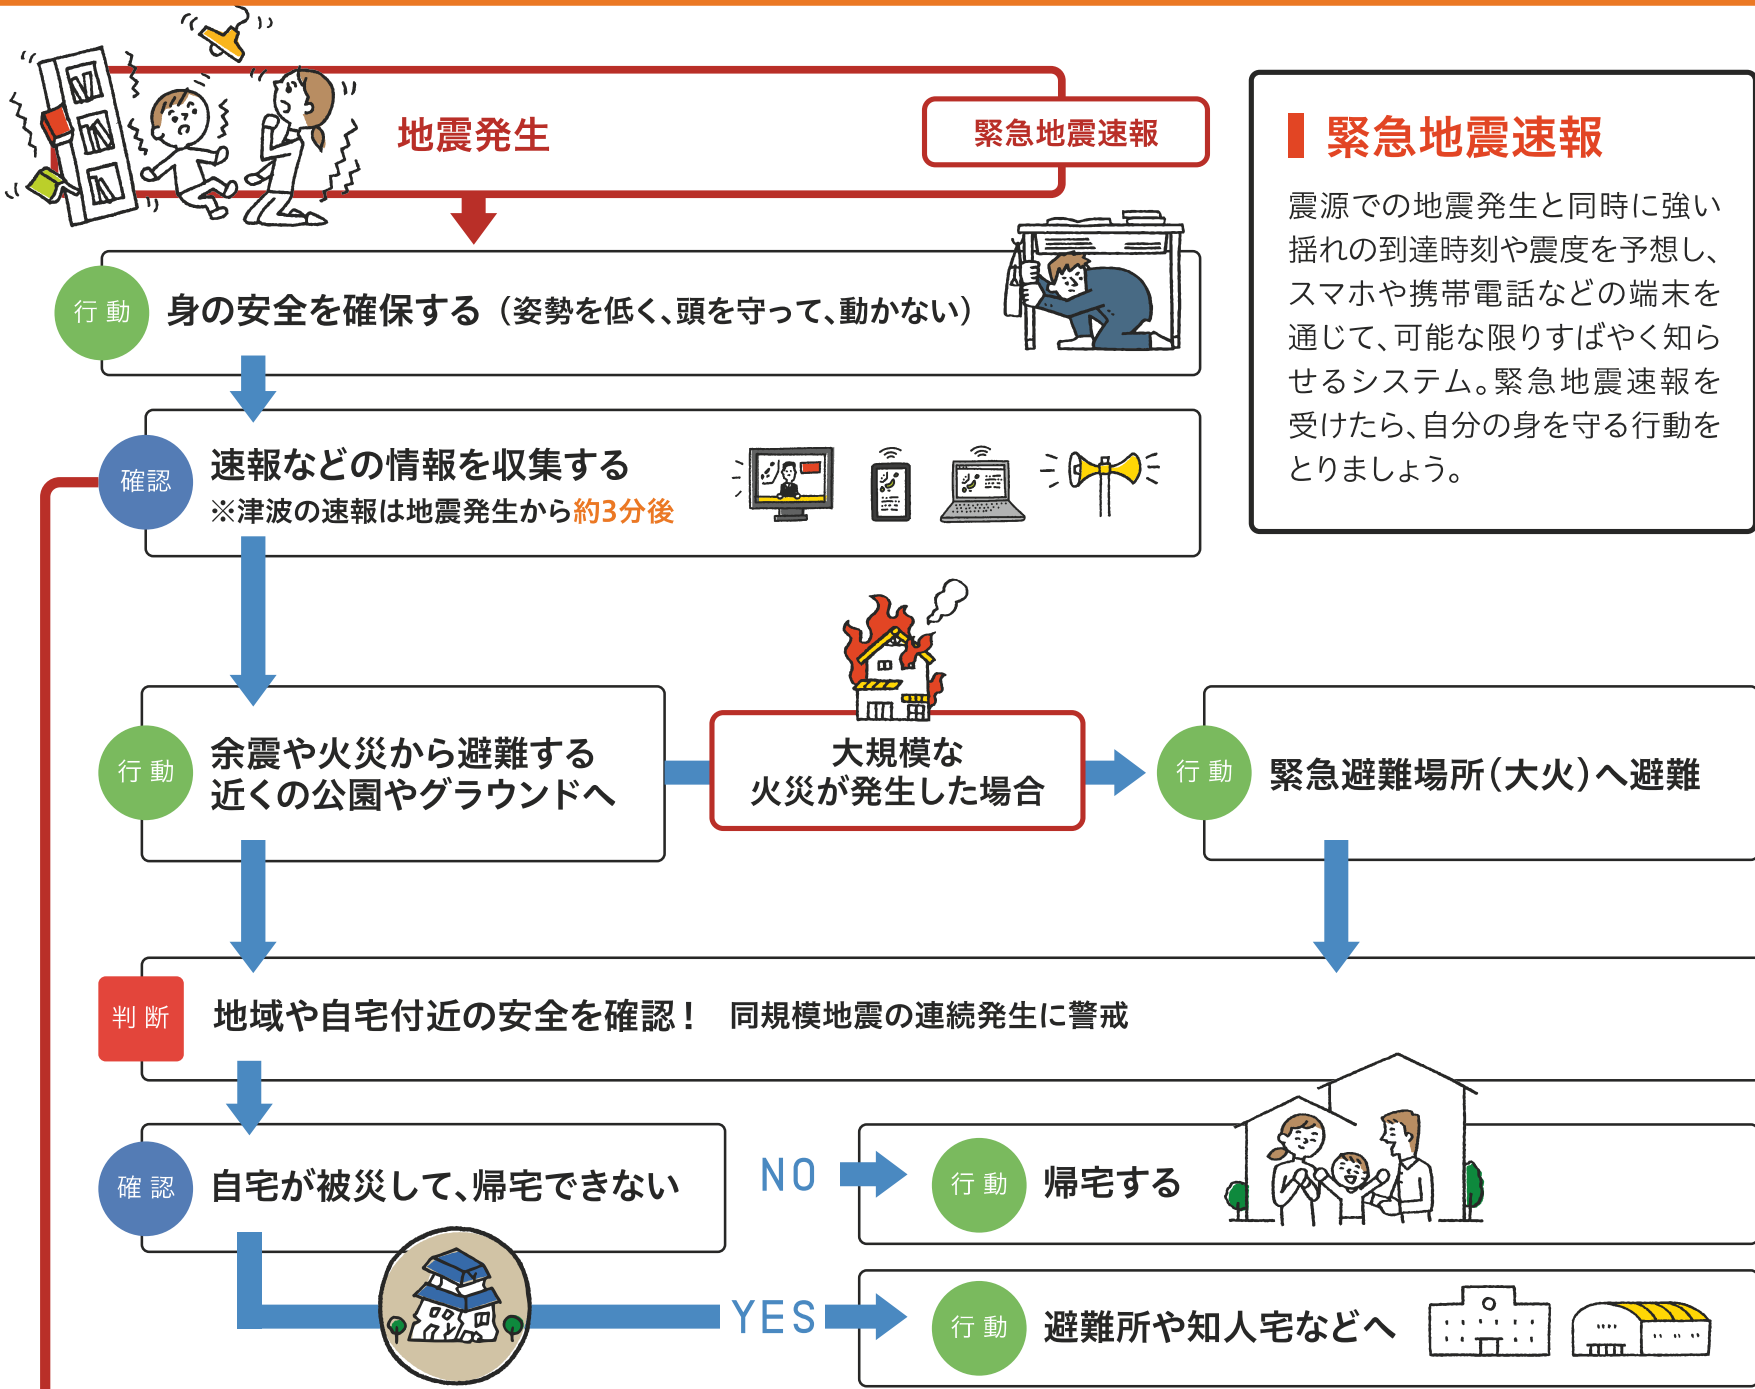 地震発生
緊急地震速報
緊急地震速報
震源での地震発生と同時に強い
揺れの到達時刻や震度を予想し、
スマホや携帯電話などの端末を
通じて、可能な限りすばやく知ら
せるシステム。緊急地震速報を
受けたら、自分の身を守る行動を
とりましょう。
行動
身の安全を確保する（姿勢を低く、頭を守って、動かない）
確認
速報などの情報を収集する
※津波の速報は地震発生から約3分後
行動
余震や火災から避難する
近くの公園やグラウンドへ
大規模な
火災が発生した場合
行動
緊急避難場所（大火）へ避難
判断
地域や自宅付近の安全を確認！ 同規模地震の連続発生に警戒
確認
自宅が被災して、帰宅できない
NO
行動
帰宅する
YES
行動
避難所や知人宅などへ